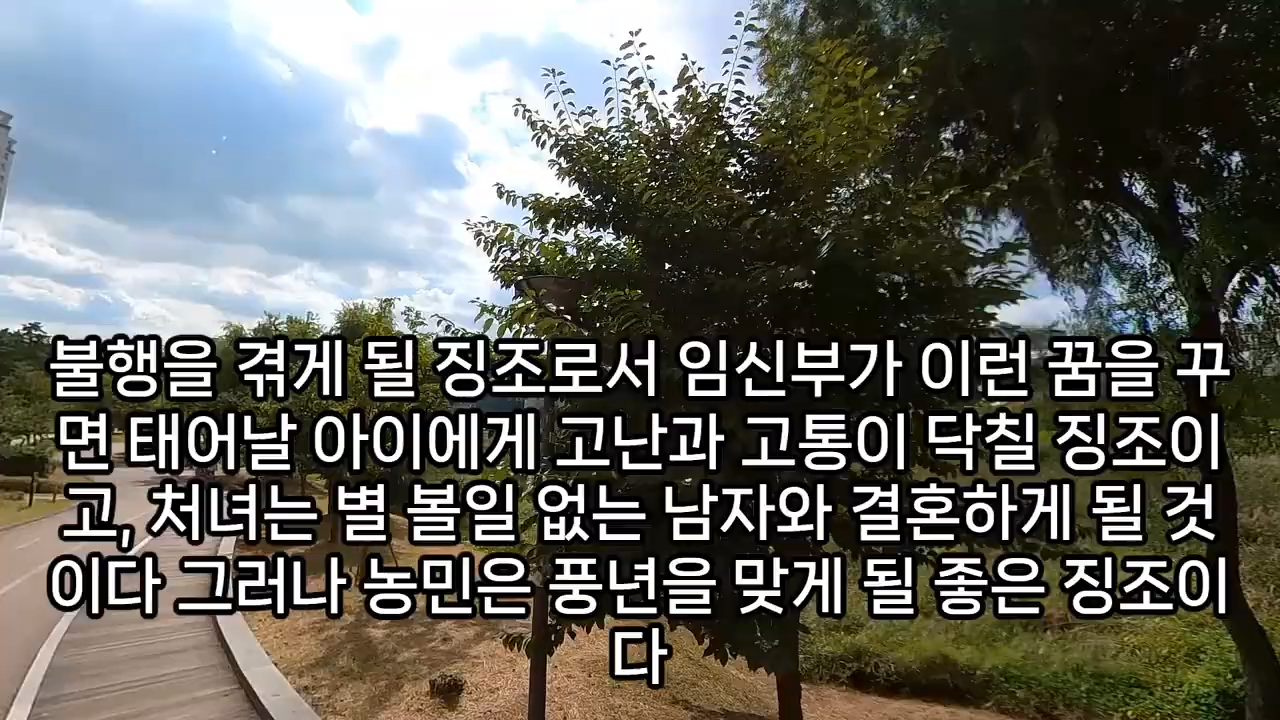 불행을 겪게 될 징조로서 임신부가 이런 꿈을 꾸
면 태어날 아이에게 고난과 고통이 닥칠 징조이
고, 처녀는 별 볼일 없는 남자와 결혼하게 될 것
이다 그러나 농민은 풍년을 맞게 될 좋은 징조이
다